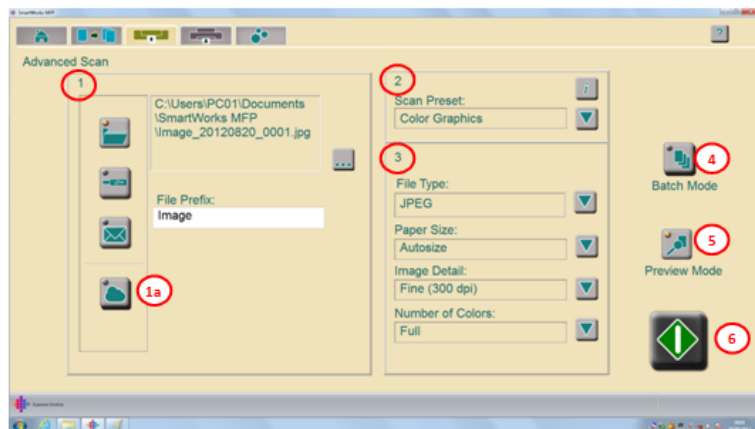 SmartWorks MFP
?
Advanced Scan
1
C:\Users\PC01\Documents
\SmartWorks MFP
\Image_20120820_0001.jpg
...
File Prefix:
Image
1a
2
i
Scan Preset:
Color Graphics
3
File Type:
JPEG
Paper Size:
Autosize
Image Detail:
Fine (300 dpi)
Number of Colors:
Full
4
Batch Mode
5
Preview Mode
6
Scanner Online